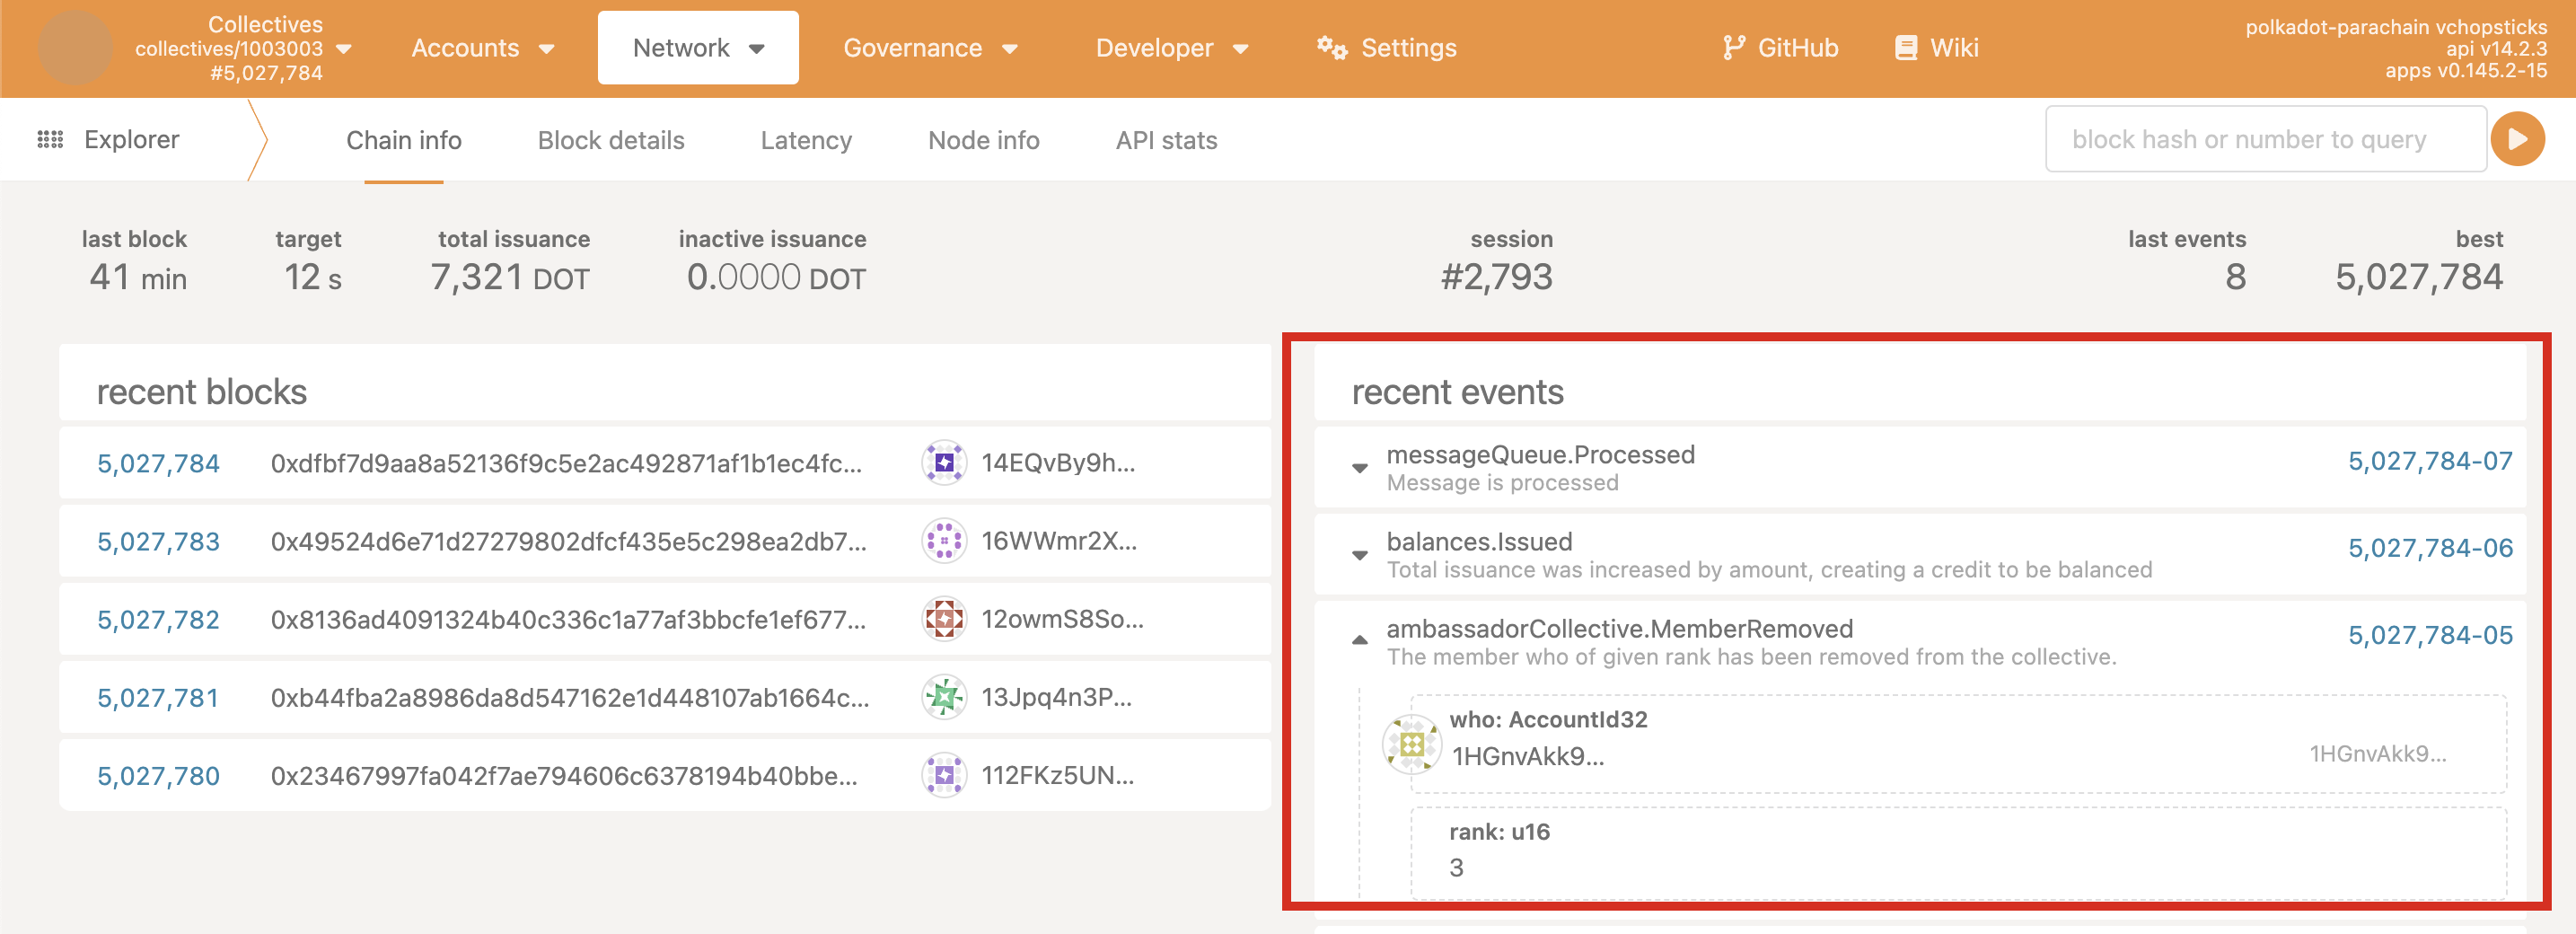 Collectives
collectives/1003003
#5,027,784
Accounts
Network
Governance
Developer
Settings
GitHub
Wiki
polkadot-parachain vchopsticks
api v14.2.3
apps v0.145.2-15
Explorer
Chain info
Block details
Latency
Node info
API stats
block hash or number to query
last block
41 min
target
12 s
total issuance
7,321 DOT
inactive issuance
0.0000 DOT
session
#2,793
last events
8
best
5,027,784
recent blocks
5,027,784 0xdfbf7d9aa8a52136f9c5e2ac492871af1b1ec4fc... 14EQvBy9h...
5,027,783 0x49524d6e71d27279802dfcf435e5c298ea2db7... 16WWmr2X...
5,027,782 0x8136ad4091324b40c336c1a77af3bbcfe1ef677... 12owmS8So...
5,027,781 0xb44fba2a8986da8d547162e1d448107ab1664c... 13Jpq4n3P...
5,027,780 0x23467997fa042f7ae794606c6378194b40bbe... 112FKz5UN...
recent events
messageQueue.Processed 5,027,784-07
Message is processed
balances.Issued 5,027,784-06
Total issuance was increased by amount, creating a credit to be balanced
ambassadorCollective.MemberRemoved 5,027,784-05
The member who of given rank has been removed from the collective.
who: AccountId32
1HGnvAkk9... 1HGnvAkk9...
rank: u16
3